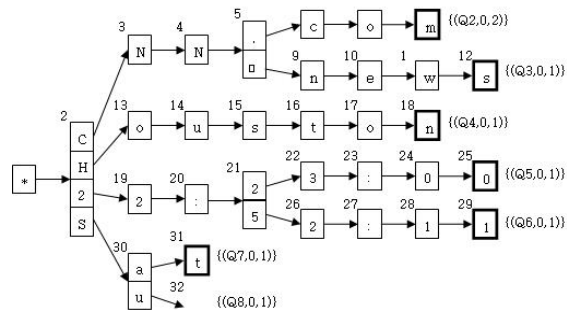 3 4 5 . c o m {(Q2,0,2)}
N N
9 10 1 12
¤ n e w s {(Q3,0,1)}
2 C
13 14 15 16 17 18
o u s t o n {(Q4,0,1)}
* H
19 20 21 22 23 24 25
2 2 3 : 0 0 {(Q5,0,1)}
2 :
5 26 27 28 29
2 : 1 1 {(Q6,0,1)}
S
30 31
a t {(Q7,0,1)}
32
u {(Q8,0,1)}